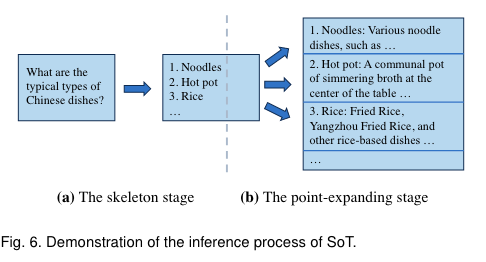 What are the
typical types of
Chinese dishes?
1. Noodles
2. Hot pot
3. Rice
…
1. Noodles: Various noodle
dishes, such as …
2. Hot pot: A communal pot
of simmering broth at the
center of the table …
3. Rice: Fried Rice,
Yangzhou Fried Rice, and
other rice-based dishes …
…
(a) The skeleton stage
(b) The point-expanding stage
Fig. 6. Demonstration of the inference process of SoT.